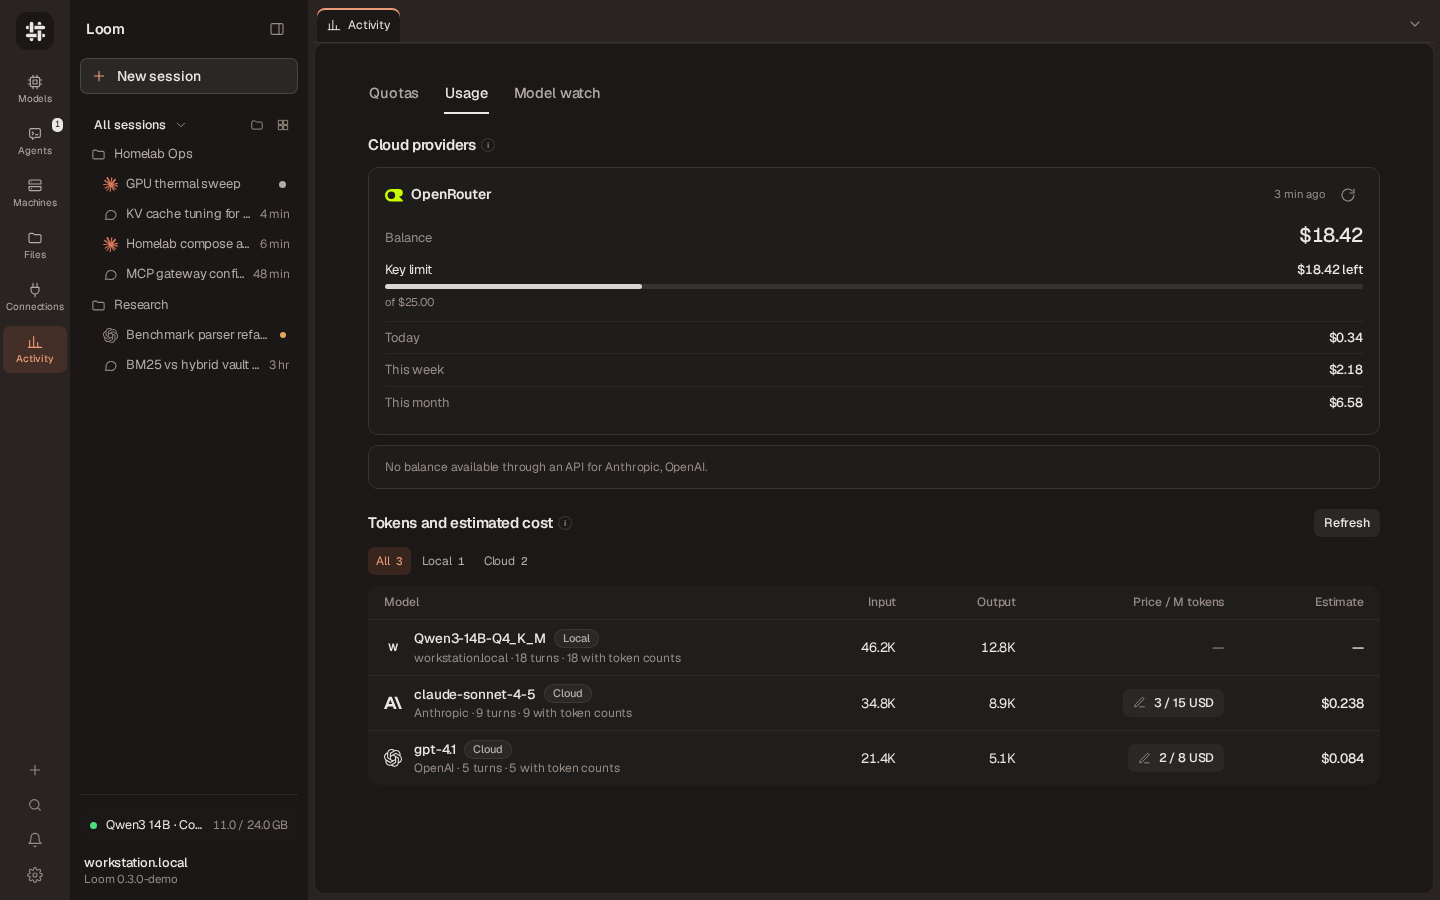 Loom
Activity
New session
Models
1
Agents
Machines
Files
Connections
Activity
All sessions
Homelab Ops
GPU thermal sweep
KV cache tuning for ... 4 min
Homelab compose a... 6 min
MCP gateway confi... 48 min
Research
Benchmark parser refa...
BM25 vs hybrid vault ... 3 hr
Qwen3 14B · Co... 11.0 / 24.0 GB
workstation.local
Loom 0.3.0-demo
Quotas Usage Model watch
Cloud providers
OpenRouter 3 min ago
Balance $18.42
Key limit $18.42 left
of $25.00
Today $0.34
This week $2.18
This month $6.58
No balance available through an API for Anthropic, OpenAI.
Tokens and estimated cost Refresh
All 3 Local 1 Cloud 2
Model Input Output Price / M tokens Estimate
W Qwen3-14B-Q4_K_M Local 46.2K 12.8K — —
workstation.local · 18 turns · 18 with token counts
claude-sonnet-4-5 Cloud 34.8K 8.9K 3 / 15 USD $0.238
Anthropic · 9 turns · 9 with token counts
gpt-4.1 Cloud 21.4K 5.1K 2 / 8 USD $0.084
OpenAI · 5 turns · 5 with token counts